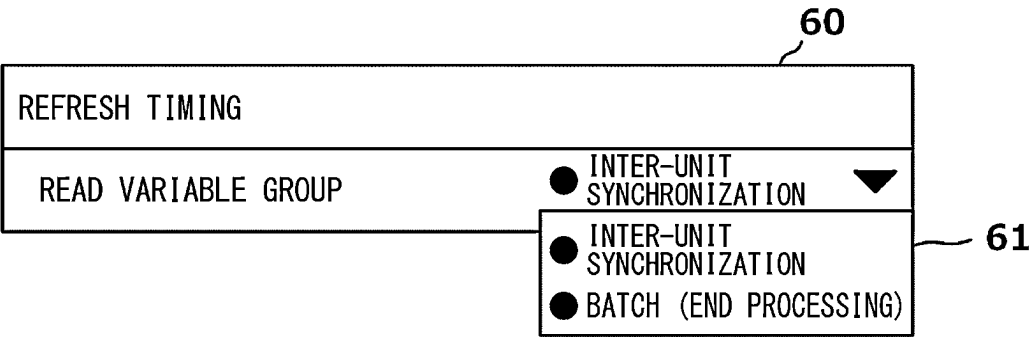 60
REFRESH TIMING
READ VARIABLE GROUP
INTER-UNIT
SYNCHRONIZATION
INTER-UNIT
SYNCHRONIZATION
61
BATCH (END PROCESSING)